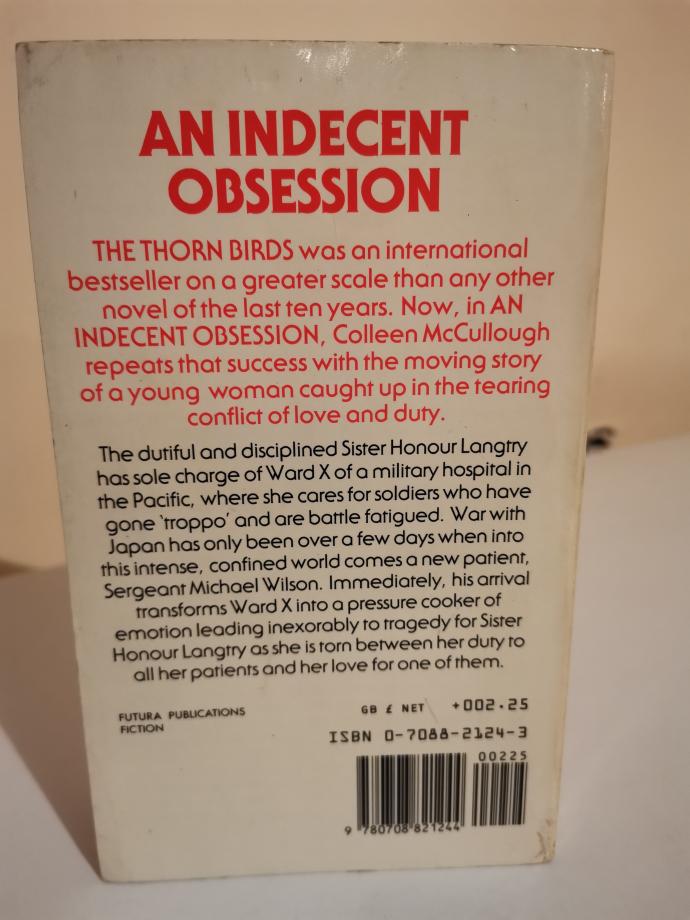 AN INDECENT
OBSESSION
THE THORN BIRDS was an international
bestseller on a greater scale than any other
novel of the last ten years. Now, in AN
INDECENT OBSESSION, Colleen McCullough
repeats that success with the moving story
of a young woman caught up in the tearing
conflict of love and duty.
The dutiful and disciplined Sister Honour Langtry
has sole charge of Ward X of a military hospital in
the Pacific, where she cares for soldiers who have
gone 'troppo' and are battle fatigued. War with
Japan has only been over a few days when into
this intense, confined world comes a new patient,
Sergeant Michael Wilson. Immediately, his arrival
transforms Ward X into a pressure cooker of
emotion leading inexorably to tragedy for Sister
Honour Langtry as she is torn between her duty to
all her patients and her love for one of them.
FUTURA PUBLICATIONS
FICTION
GB £ NET +002.25
ISBN 0-7088-2124-3
00225
9 780708 821244